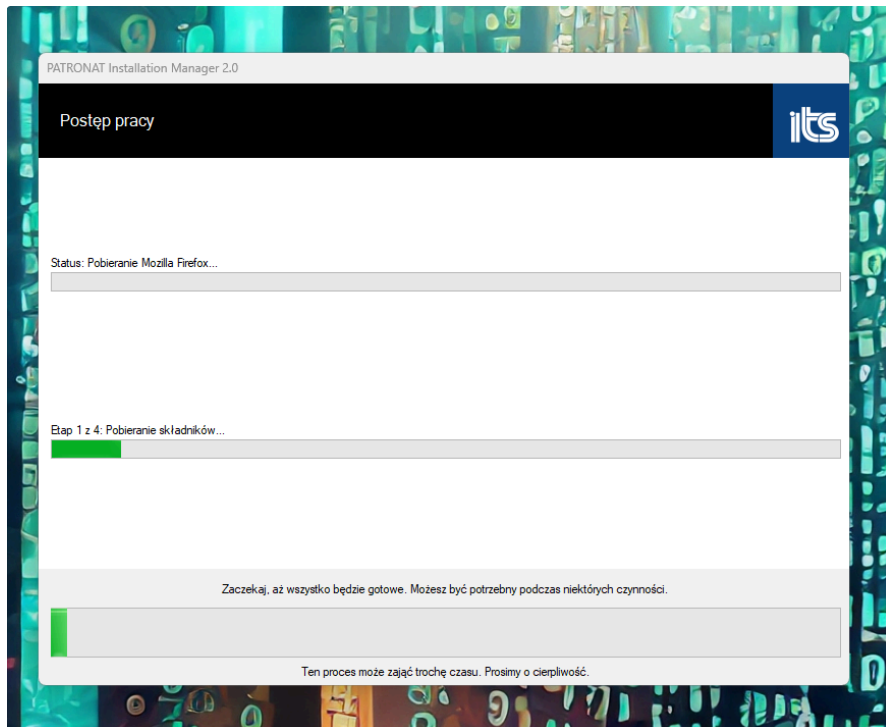 PATRONAT Installation Manager 2.0
Postęp pracy
its
Status: Pobieranie Mozilla Firefox...
Etap 1 z 4: Pobieranie składników...
Zaczekaj, aż wszystko będzie gotowe. Możesz być potrzebny podczas niektórych czynności.
Ten proces może zająć trochę czasu. Prosimy o cierpliwość.